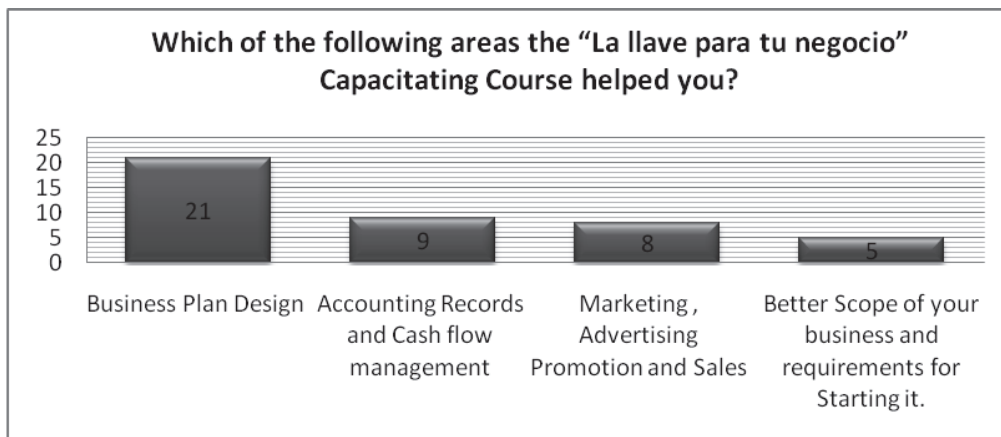 Which of the following areas the “La llave para tu negocio”
Capacitating Course helped you?
25
20
15
10
5
0
21
9
8
5
Business Plan Design
Accounting Records
and Cash flow
management
Marketing ,
Advertising
Promotion and Sales
Better Scope of your
business and
requirements for
Starting it.